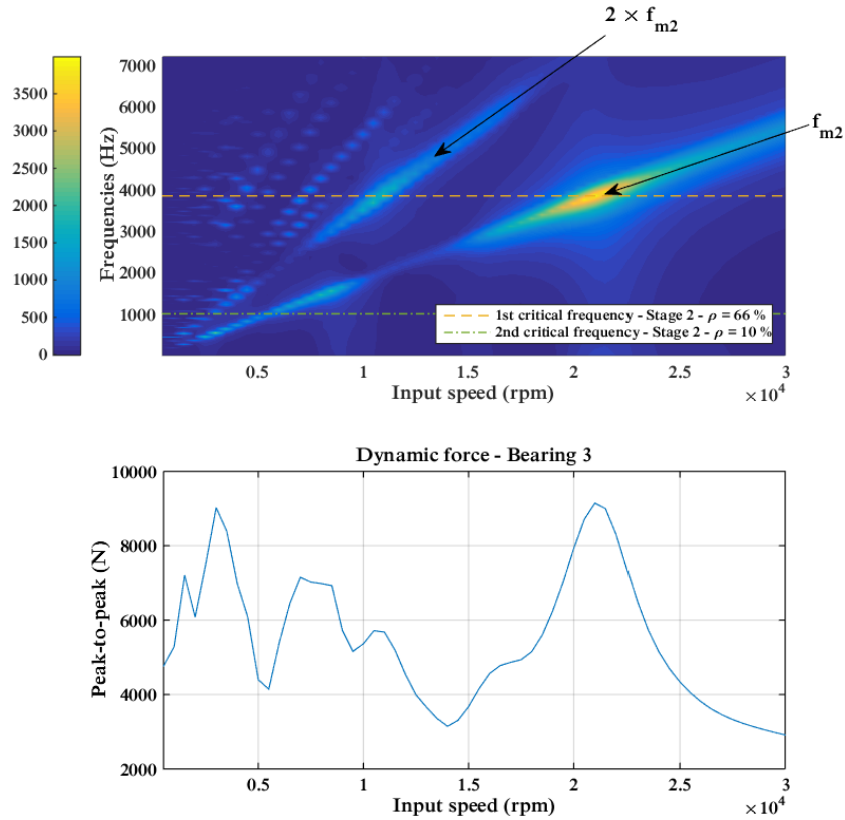 2 × fm2
7000
6000
5000
4000
3000
2000
1000
3500
3000
2500
2000
1500
1000
500
0
Frequencies (Hz)
fm2
1st critical frequency - Stage 2 - ρ = 66 %
2nd critical frequency - Stage 2 - ρ = 10 %
0.5 1 1.5 2 2.5 3
Input speed (rpm)
×10^4
Dynamic force - Bearing 3
10000
8000
6000
4000
2000
Peak-to-peak (N)
0.5 1 1.5 2 2.5 3
Input speed (rpm)
×10^4